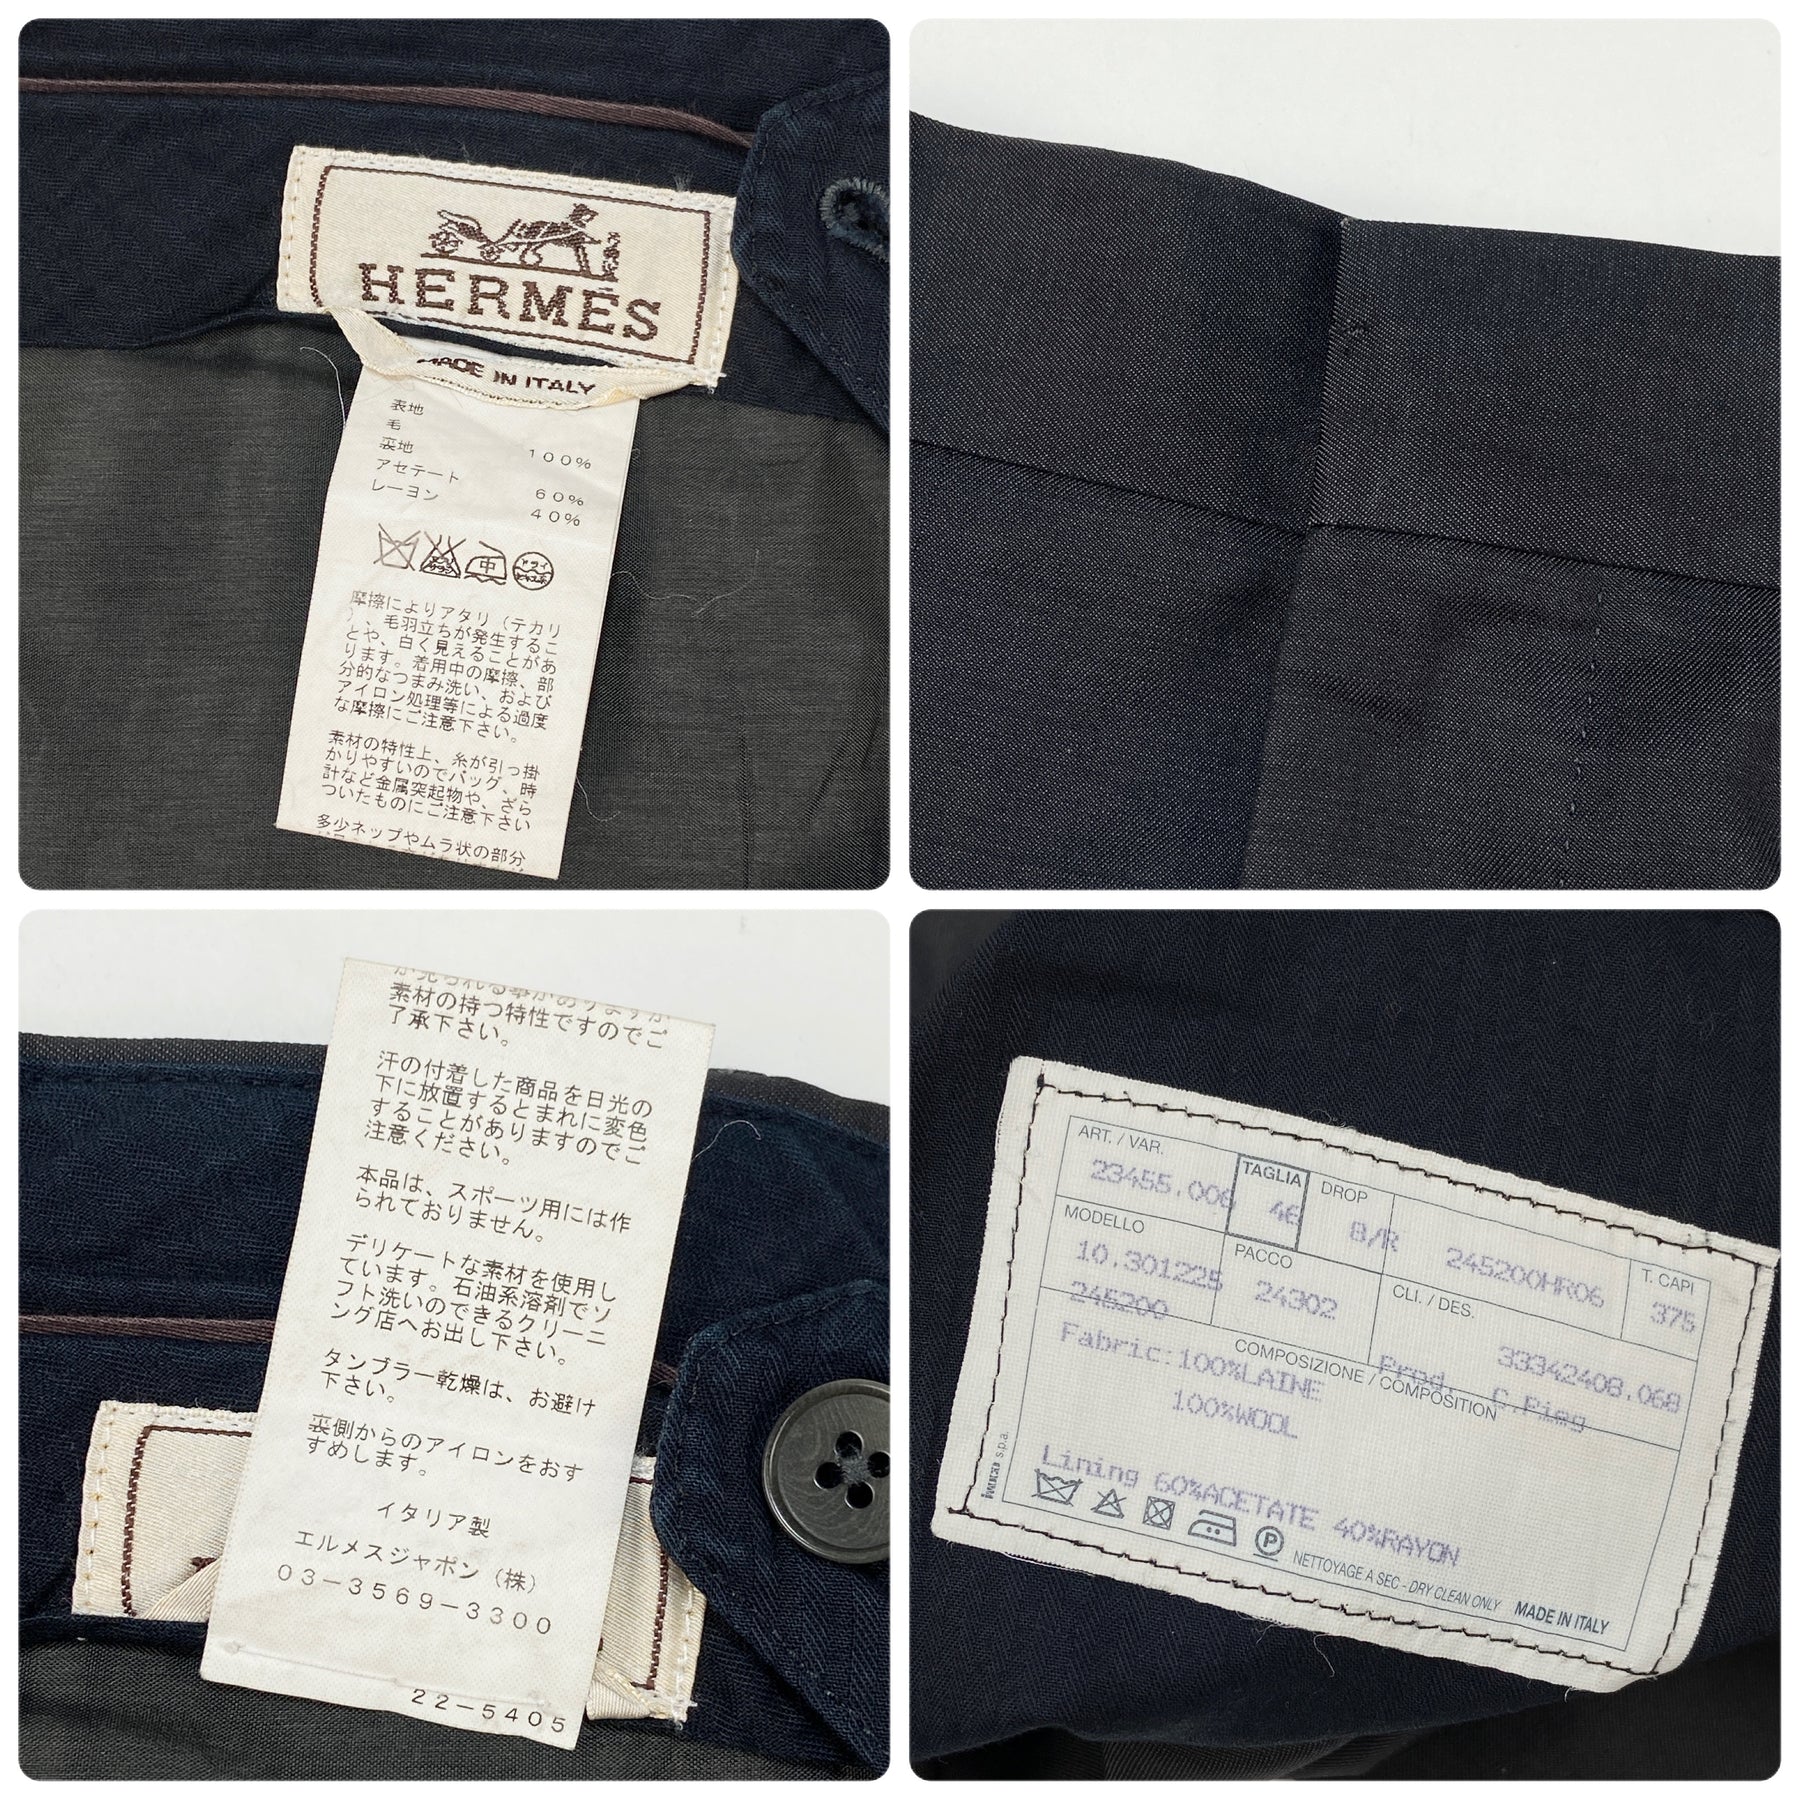 HERMES
MADE IN ITALY
表地
毛 100%
裏地
アセテート 60%
レーヨン 40%
中
摩擦によりアタリ（テカリ
）、毛羽立ちが発生するこ
とや、白く見えることがあ
ります。着用中の摩擦、部
分的なつまみ洗い、および
アイロン処理等による過度
な摩擦にご注意下さい。
素材の特性上、糸が引っ掛
かりやすいのでバッグ、時
計など金属突起物や、ざら
ついたものにご注意下さい
多少ネップやムラ状の部分
が見られる事がありますが
素材の持つ特性ですのでご
了承下さい。
汗の付着した商品を日光の
下に放置するとまれに変色
することがありますのでご
注意ください。
本品は、スポーツ用には作
られておりません。
デリケートな素材を使用し
ています。石油系溶剤でソ
フト洗いのできるクリーニ
ング店へお出し下さい。
タンブラー乾燥は、お避け
下さい。
裏側からのアイロンをおす
すめします。
イタリア製
エルメスジャポン（株）
03-3569-3300
22-5405
ART. / VAR. TAGLIA DROP
23455.006 46 8/R 245200HR06
MODELLO PACCO CLI. / DES. T. CAPI
10.301225 24302 375
245200 33342408.068
COMPOSIZIONE / COMPOSITION
Fabric:100%LAINE Prod. C.Pieg
100%WOOL
Lining 60%ACETATE 40%RAYON
P
NETTOYAGE A SEC - DRY CLEAN ONLY MADE IN ITALY
s.p.a.